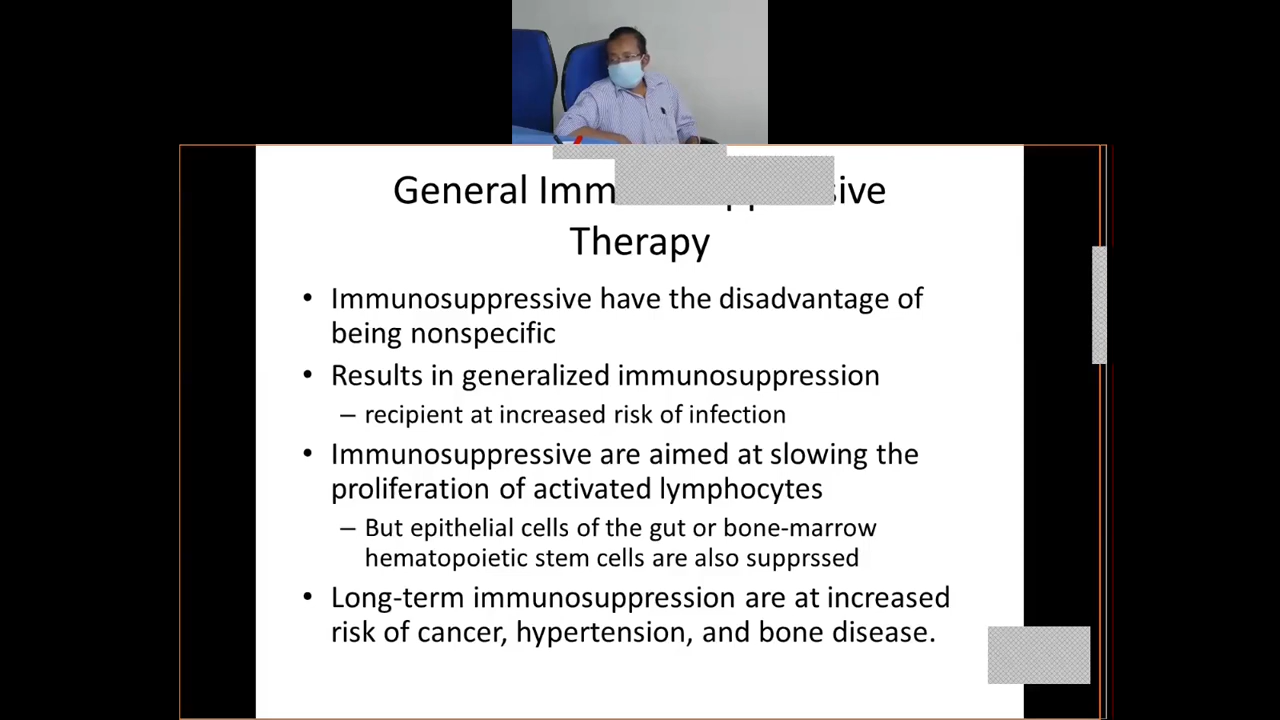 General
Therapy
• Immunosuppressive have the disadvantage of
being nonspecific
• Results in generalized immunosuppression
– recipient at increased risk of infection
• Immunosuppressive are aimed at slowing the
proliferation of activated lymphocytes
– But epithelial cells of the gut or bone-marrow
hematopoietic stem cells are also supprssed
• Long-term immunosuppression are at increased
risk of cancer, hypertension, and bone disease.